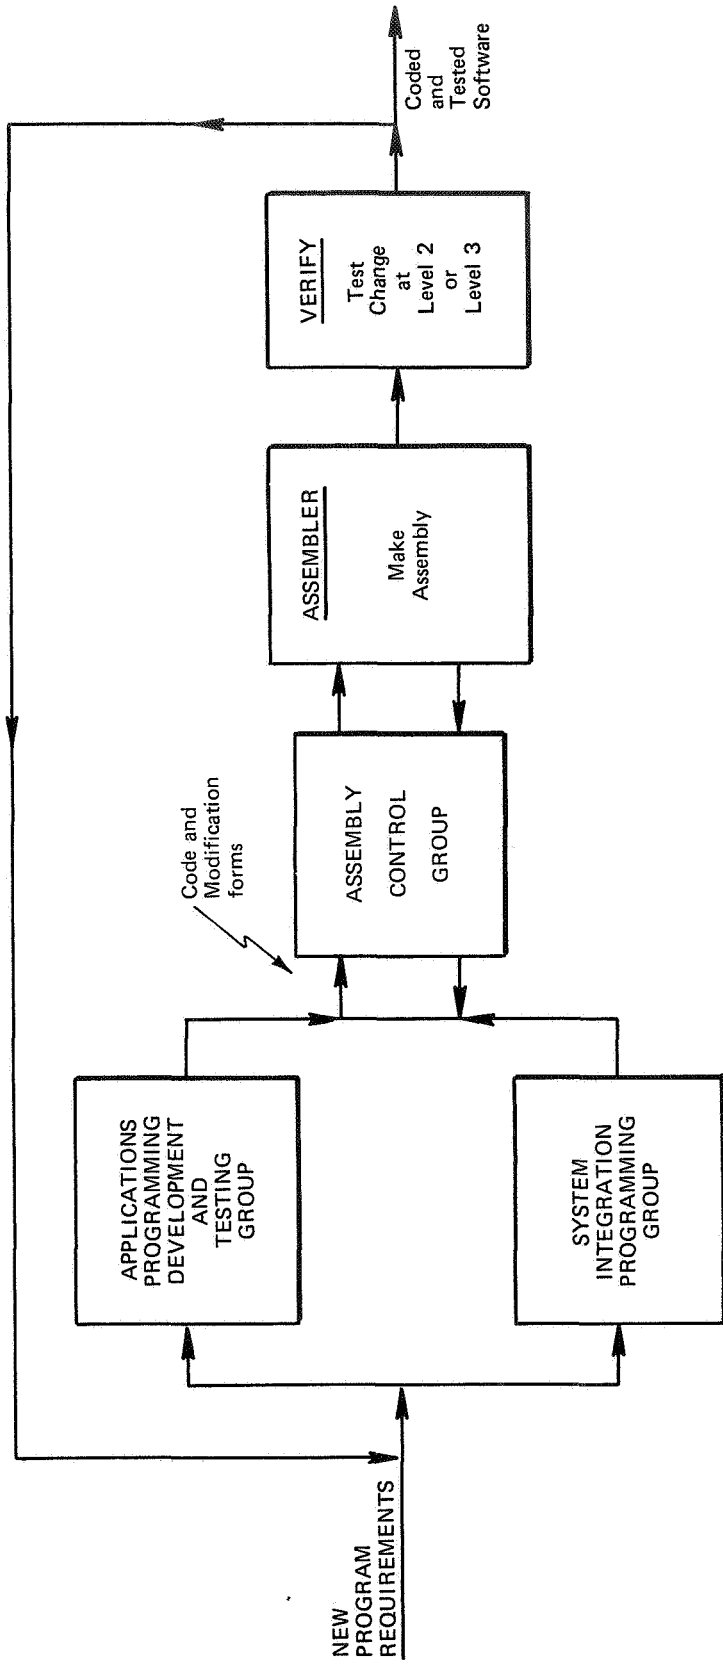 NEW
PROGRAM
REQUIREMENTS
APPLICATIONS
PROGRAMMING
DEVELOPMENT
AND
TESTING
GROUP
SYSTEM
INTEGRATION
PROGRAMMING
GROUP
Code and
Modification
forms
ASSEMBLY
CONTROL
GROUP
ASSEMBLER
Make
Assembly
VERIFY
Test
Change
at
Level 2
or
Level 3
Coded
and
Tested
Software